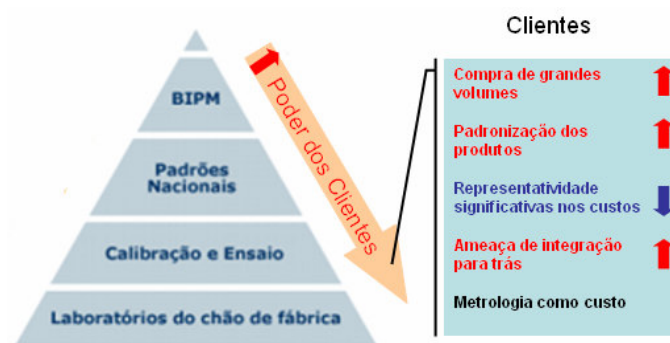 BIPM
Padrões
Nacionais
Calibração e Ensaio
Laboratórios do chão de fábrica
Poder dos Clientes
Clientes
Compra de grandes
volumes
Padronização dos
produtos
Representatividade
significativas nos custos
Ameaça de integração
para trás
Metrologia como custo